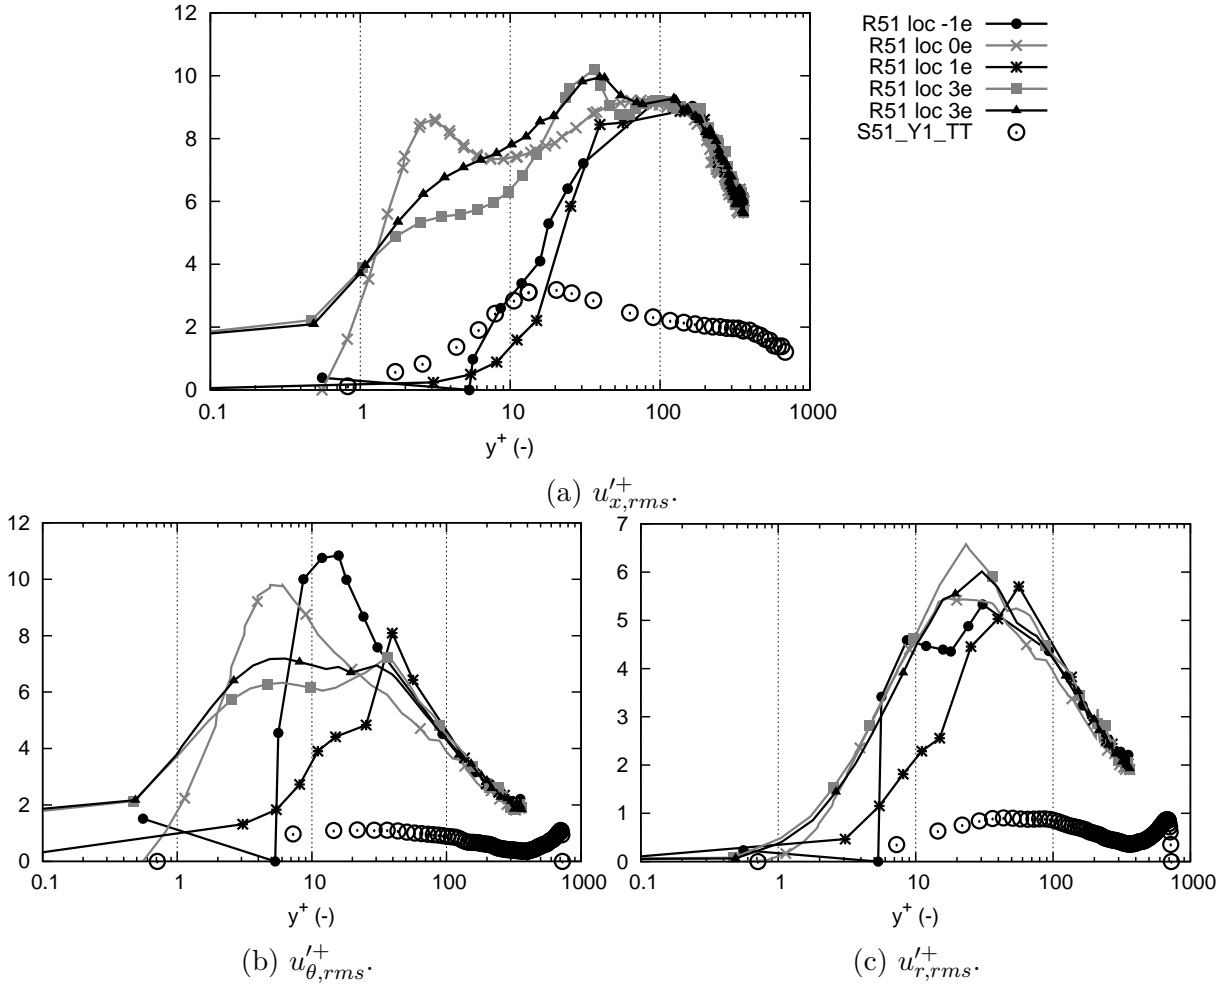 12
10
8
6
4
2
0
0.1 1 10 100 1000
y+ (-)
R51 loc -1e
R51 loc 0e
R51 loc 1e
R51 loc 3e
R51 loc 3e
S51_Y1_TT
(a) u′+x,rms.
12
10
8
6
4
2
0
0.1 1 10 100 1000
y+ (-)
(b) u′+θ,rms.
7
6
5
4
3
2
1
0
0.1 1 10 100 1000
y+ (-)
(c) u′+r,rms.